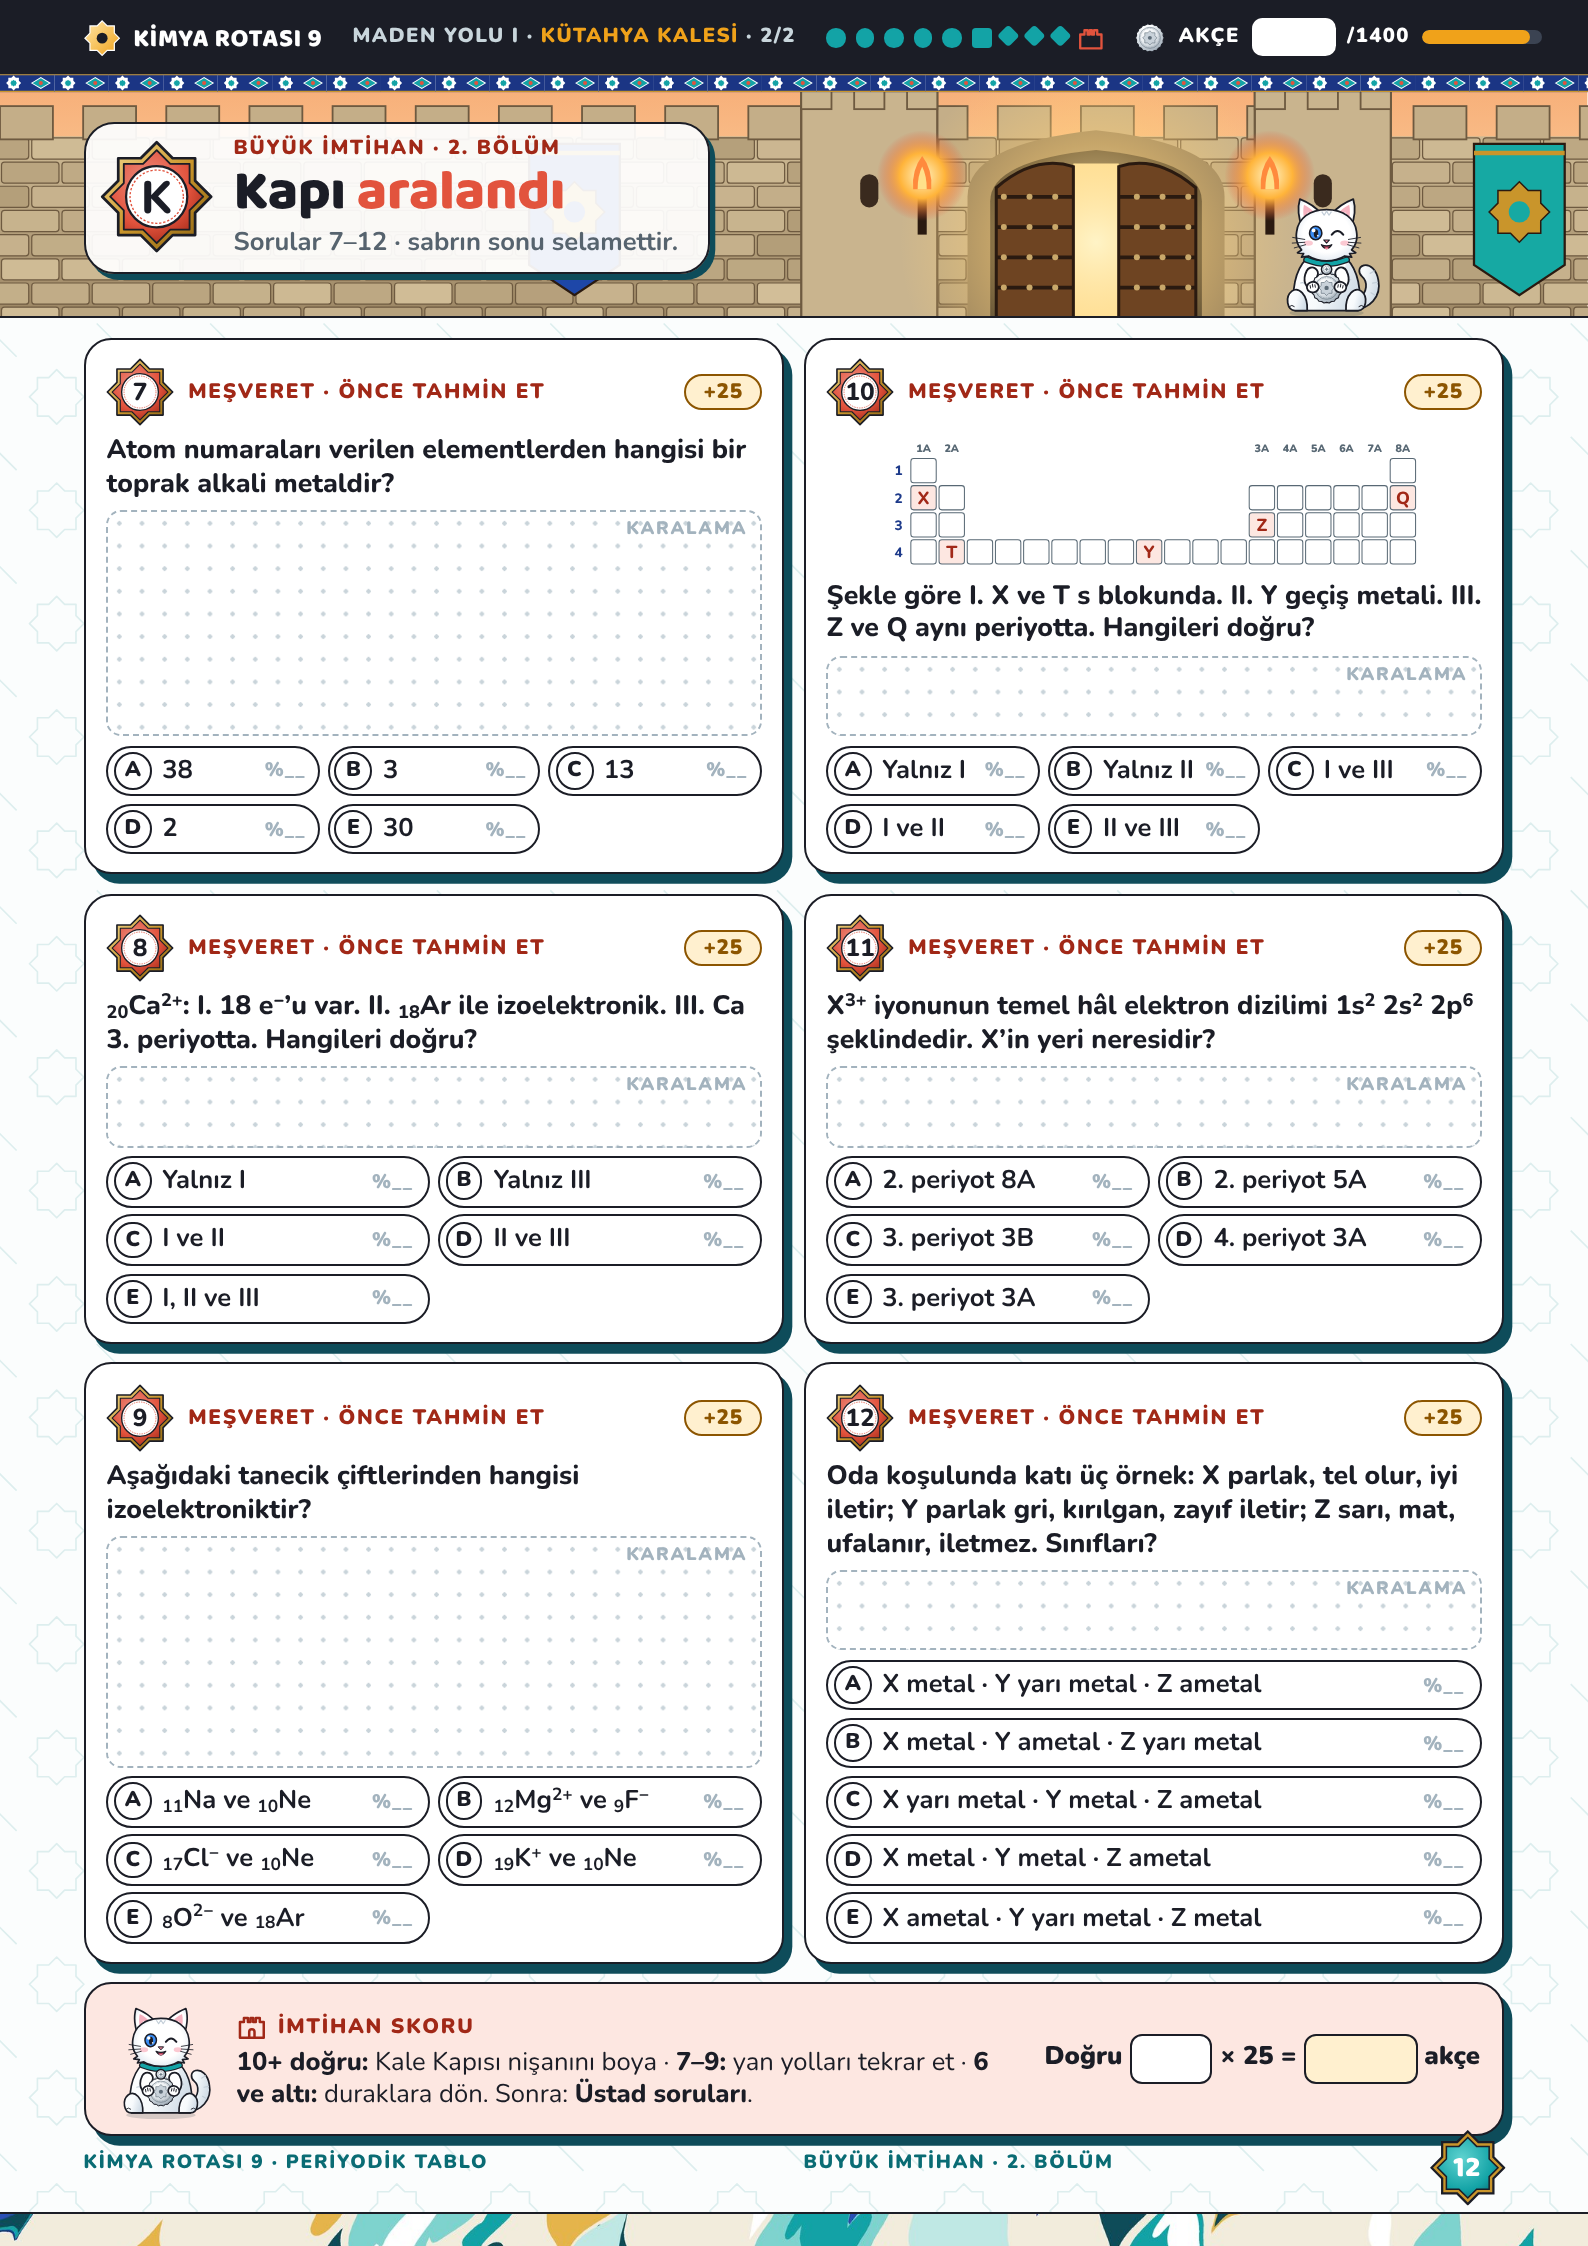 KİMYA ROTASI 9 MADEN YOLU I · KÜTAHYA KALESİ · 2/2 AKÇE /1400
BÜYÜK İMTİHAN · 2. BÖLÜM
K
Kapı aralandı
Sorular 7–12 · sabrın sonu selamettir.
7 MEŞVERET · ÖNCE TAHMİN ET +25
Atom numaraları verilen elementlerden hangisi bir
toprak alkali metaldir?
KARALAMA
A 38 %__ B 3 %__ C 13 %__
D 2 %__ E 30 %__
8 MEŞVERET · ÖNCE TAHMİN ET +25
₂₀Ca²⁺: I. 18 e⁻’u var. II. ₁₈Ar ile izoelektronik. III. Ca
3. periyotta. Hangileri doğru?
KARALAMA
A Yalnız I %__ B Yalnız III %__
C I ve II %__ D II ve III %__
E I, II ve III %__
9 MEŞVERET · ÖNCE TAHMİN ET +25
Aşağıdaki tanecik çiftlerinden hangisi
izoelektroniktir?
KARALAMA
A ₁₁Na ve ₁₀Ne %__ B ₁₂Mg²⁺ ve ₉F⁻ %__
C ₁₇Cl⁻ ve ₁₀Ne %__ D ₁₉K⁺ ve ₁₀Ne %__
E ₈O²⁻ ve ₁₈Ar %__
10 MEŞVERET · ÖNCE TAHMİN ET +25
1A 2A 3A 4A 5A 6A 7A 8A
1
2 X Q
3 Z
4 T Y
Şekle göre I. X ve T s blokunda. II. Y geçiş metali. III.
Z ve Q aynı periyotta. Hangileri doğru?
KARALAMA
A Yalnız I %__ B Yalnız II %__ C I ve III %__
D I ve II %__ E II ve III %__
11 MEŞVERET · ÖNCE TAHMİN ET +25
X³⁺ iyonunun temel hâl elektron dizilimi 1s² 2s² 2p⁶
şeklindedir. X’in yeri neresidir?
KARALAMA
A 2. periyot 8A %__ B 2. periyot 5A %__
C 3. periyot 3B %__ D 4. periyot 3A %__
E 3. periyot 3A %__
12 MEŞVERET · ÖNCE TAHMİN ET +25
Oda koşulunda katı üç örnek: X parlak, tel olur, iyi
iletir; Y parlak gri, kırılgan, zayıf iletir; Z sarı, mat,
ufalanır, iletmez. Sınıfları?
KARALAMA
A X metal · Y yarı metal · Z ametal %__
B X metal · Y ametal · Z yarı metal %__
C X yarı metal · Y metal · Z ametal %__
D X metal · Y metal · Z ametal %__
E X ametal · Y yarı metal · Z metal %__
İMTİHAN SKORU
10+ doğru: Kale Kapısı nişanını boya · 7–9: yan yolları tekrar et · 6
ve altı: duraklara dön. Sonra: Üstad soruları.
Doğru × 25 = akçe
KİMYA ROTASI 9 · PERİYODİK TABLO BÜYÜK İMTİHAN · 2. BÖLÜM 12